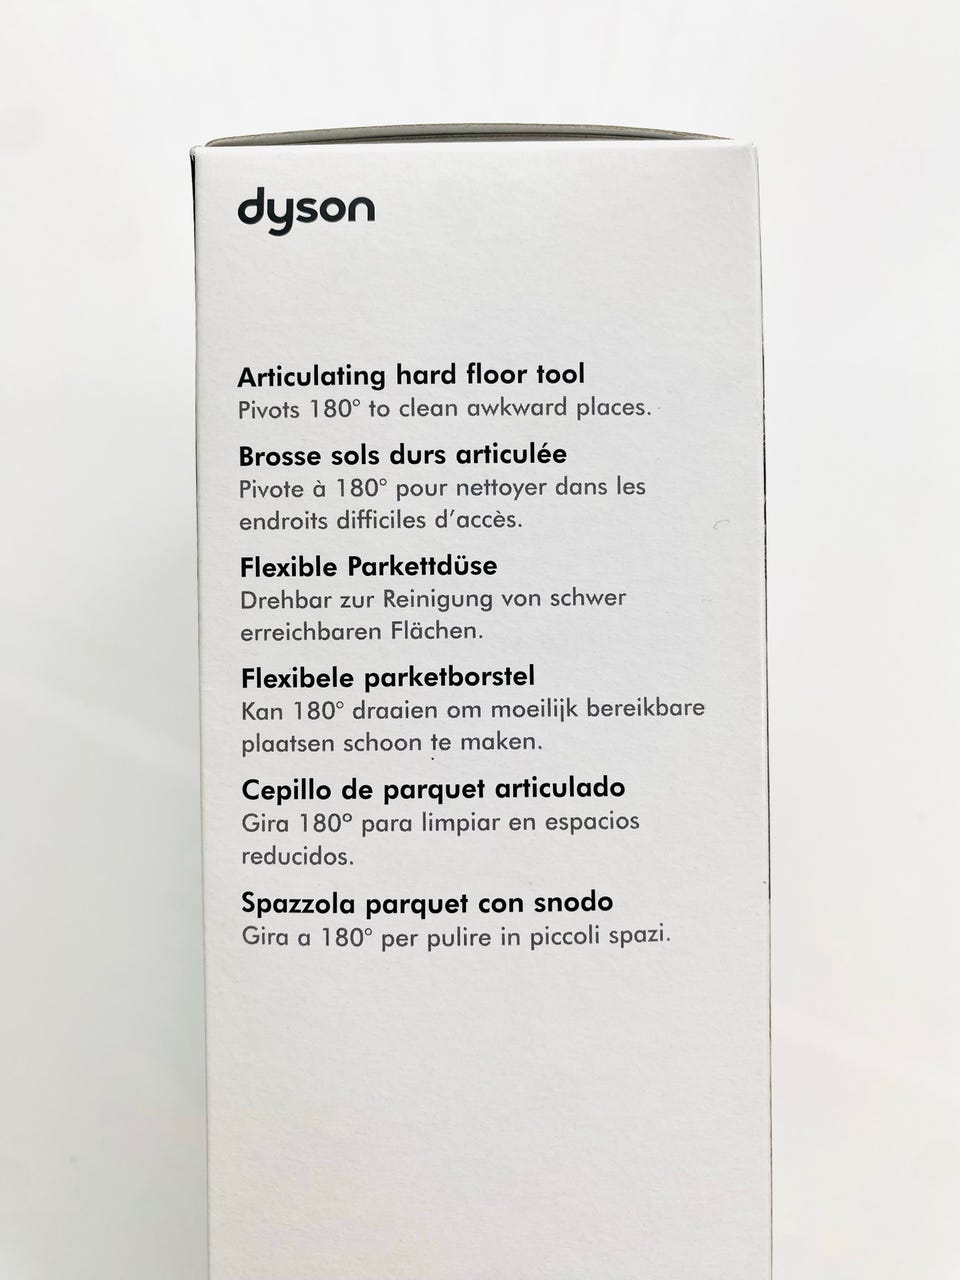 dyson
Articulating hard floor tool
Pivots 180° to clean awkward places.
Brosse sols durs articulée
Pivote à 180° pour nettoyer dans les
endroits difficiles d’accès.
Flexible Parkettdüse
Drehbar zur Reinigung von schwer
erreichbaren Flächen.
Flexibele parketborstel
Kan 180° draaien om moeilijk bereikbare
plaatsen schoon te maken.
Cepillo de parquet articulado
Gira 180º para limpiar en espacios
reducidos.
Spazzola parquet con snodo
Gira a 180° per pulire in piccoli spazi.